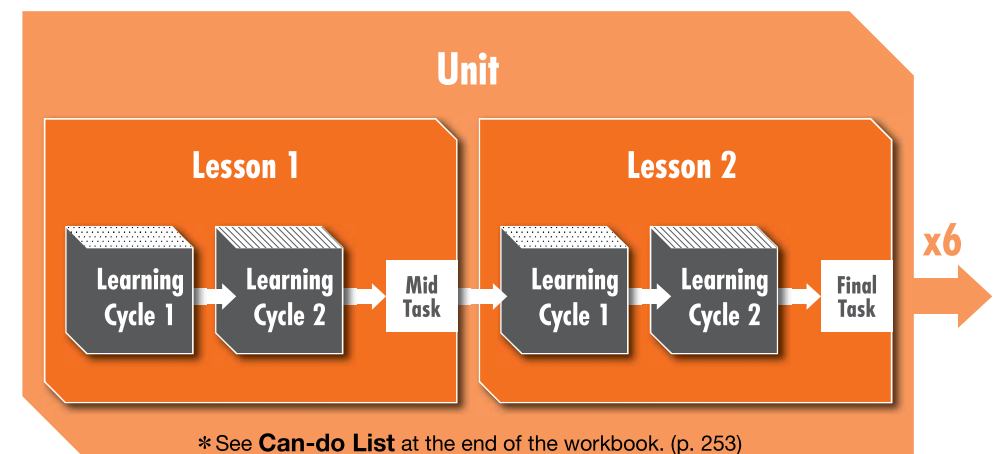 Unit
Lesson 1
Learning
Cycle 1
Learning
Cycle 2
Mid
Task
Lesson 2
Learning
Cycle 1
Learning
Cycle 2
Final
Task
x6
* See Can-do List at the end of the workbook. (p. 253)